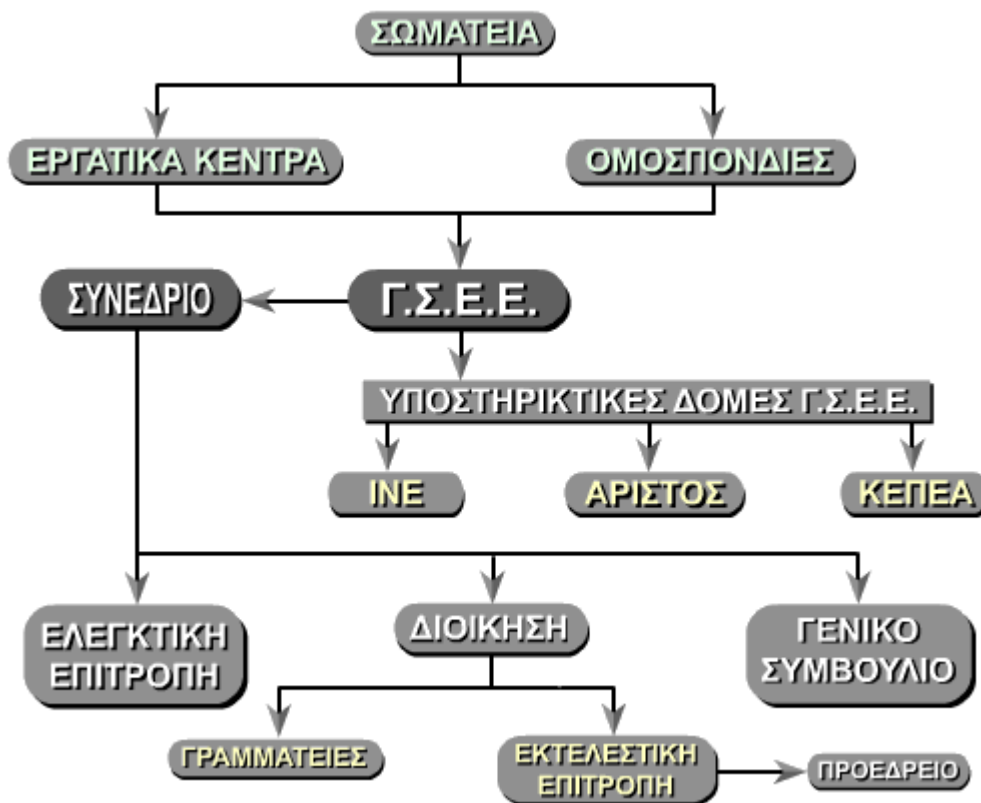 ΣΩΜΑΤΕΙΑ
ΕΡΓΑΤΙΚΑ ΚΕΝΤΡΑ
ΟΜΟΣΠΟΝΔΙΕΣ
ΣΥΝΕΔΡΙΟ
Γ.Σ.Ε.Ε.
ΥΠΟΣΤΗΡΙΚΤΙΚΕΣ ΔΟΜΕΣ Γ.Σ.Ε.Ε.
ΙΝΕ
ΑΡΙΣΤΟΣ
ΚΕΠΕΑ
ΕΛΕΓΚΤΙΚΗ
ΕΠΙΤΡΟΠΗ
ΔΙΟΙΚΗΣΗ
ΓΕΝΙΚΟ
ΣΥΜΒΟΥΛΙΟ
ΓΡΑΜΜΑΤΕΙΕΣ
ΕΚΤΕΛΕΣΤΙΚΗ
ΕΠΙΤΡΟΠΗ
ΠΡΟΕΔΡΕΙΟ